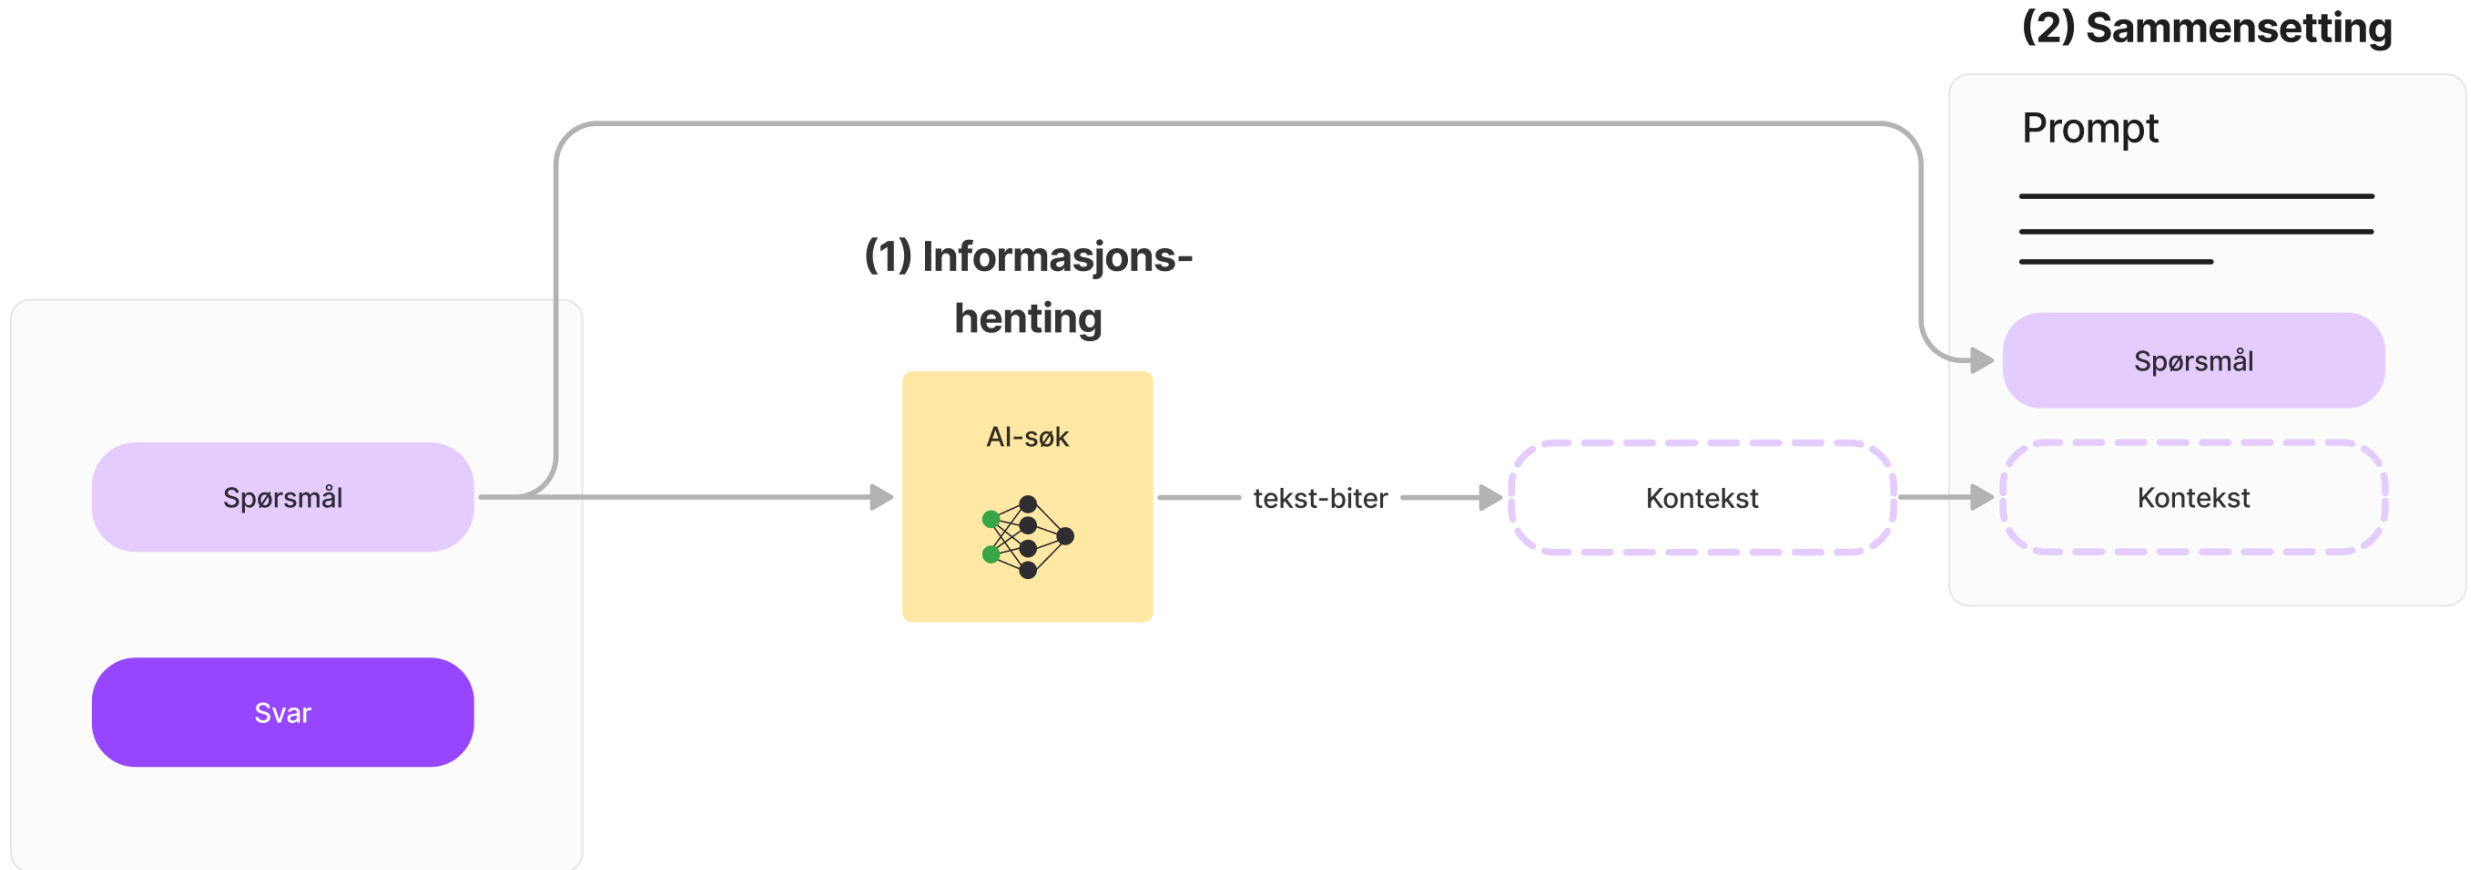 (2) Sammensetting
Prompt
(1) Informasjons-
henting
Spørsmål
AI-søk
Spørsmål
tekst-biter
Kontekst
Kontekst
Svar